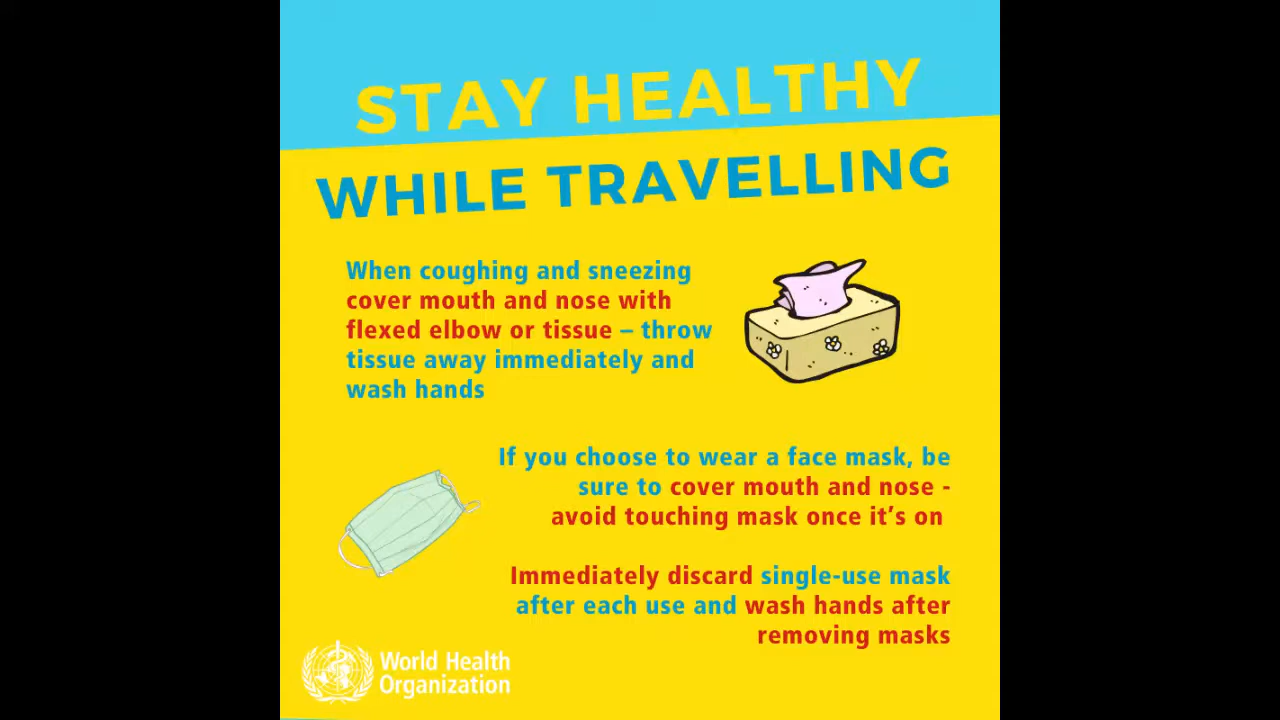 STAY HEALTHY
WHILE TRAVELLING
When coughing and sneezing
cover mouth and nose with
flexed elbow or tissue – throw
tissue away immediately and
wash hands
If you choose to wear a face mask, be
sure to cover mouth and nose -
avoid touching mask once it's on
Immediately discard single-use mask
after each use and wash hands after
removing masks
World Health
Organization